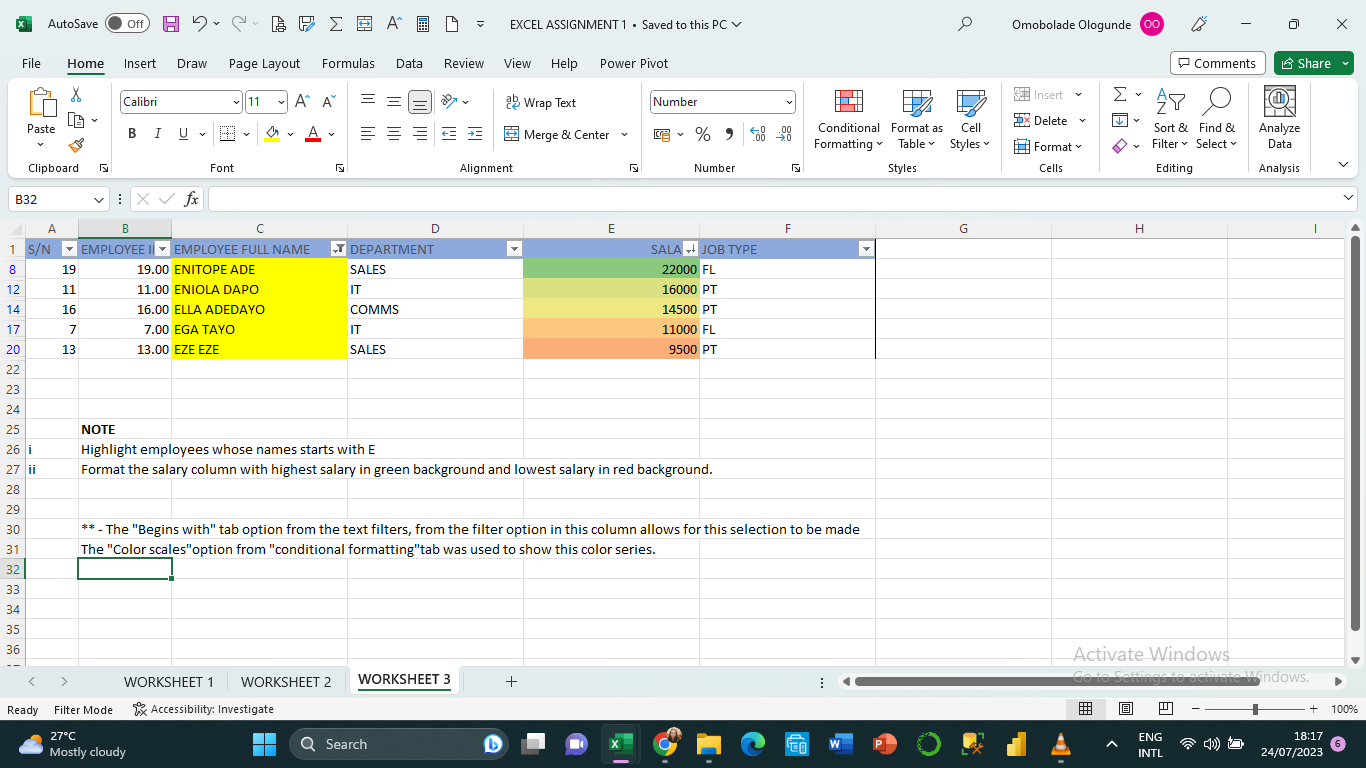 AutoSave Off EXCEL ASSIGNMENT 1 • Saved to this PC Omobolade Ologunde OO
File Home Insert Draw Page Layout Formulas Data Review View Help Power Pivot Comments Share
Paste Calibri 11 Wrap Text Number Conditional Formatting Format as Table Cell Styles Insert Sort & Filter Find & Select Analyze Data
B I U Merge & Center % Delete
Format
Clipboard Font Alignment Number Styles Cells Editing Analysis
B32 fx
A B C D E F G H I
1 S/N EMPLOYEE I EMPLOYEE FULL NAME DEPARTMENT SALA JOB TYPE
8 19 19.00 ENITOPE ADE SALES 22000 FL
12 11 11.00 ENIOLA DAPO IT 16000 PT
14 16 16.00 ELLA ADEDAYO COMMS 14500 PT
17 7 7.00 EGA TAYO IT 11000 FL
20 13 13.00 EZE EZE SALES 9500 PT
22
23
24
25 NOTE
26 i Highlight employees whose names starts with E
27 ii Format the salary column with highest salary in green background and lowest salary in red background.
28
29
30 ** - The "Begins with" tab option from the text filters, from the filter option in this column allows for this selection to be made
31 The "Color scales"option from "conditional formatting"tab was used to show this color series.
32
33
34
35
36
Activate Windows
Go to Settings to activate Windows.
WORKSHEET 1 WORKSHEET 2 WORKSHEET 3
Ready Filter Mode Accessibility: Investigate 100%
27°C
Mostly cloudy
Search
ENG
INTL
18:17
24/07/2023
6